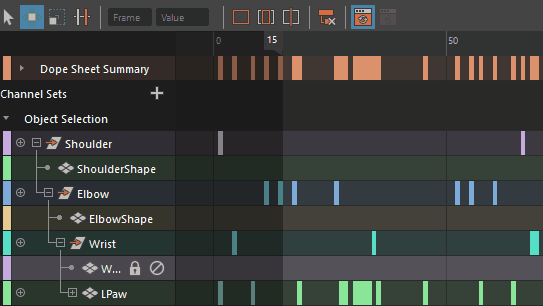 Frame Value
0 15 50
Dope Sheet Summary
Channel Sets
Object Selection
Shoulder
ShoulderShape
Elbow
ElbowShape
Wrist
W...
LPaw